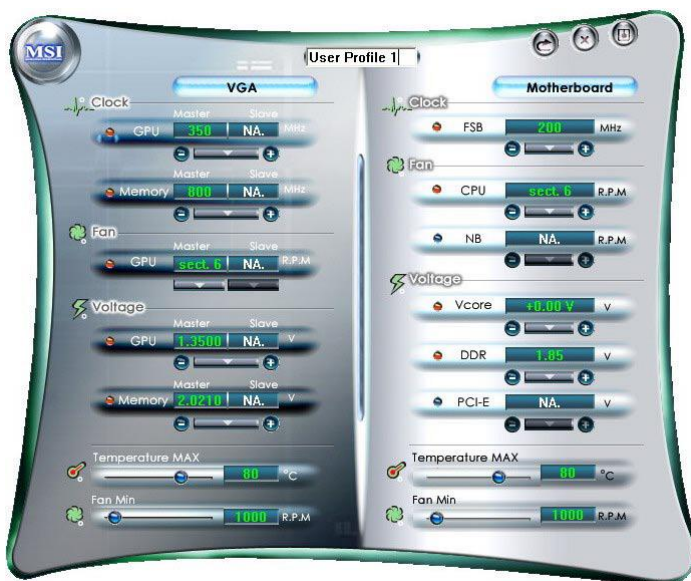 MSI
User Profile 1
VGA
Clock
Master Slave
GPU 350 NA. MHz
Master Slave
Memory 800 NA. MHz
Fan
Master Slave
GPU sect. 6 NA. R.P.M
Voltage
Master Slave
GPU 1.3500 NA. V
Master Slave
Memory 2.0210 NA. V
Temperature MAX
80 °C
Fan Min
1000 R.P.M
Motherboard
Clock
FSB 200 MHz
Fan
CPU sect. 6 R.P.M
NB NA. R.P.M
Voltage
Vcore +0.00 V V
DDR 1.85 V
PCI-E NA. V
Temperature MAX
80 °C
Fan Min
1000 R.P.M